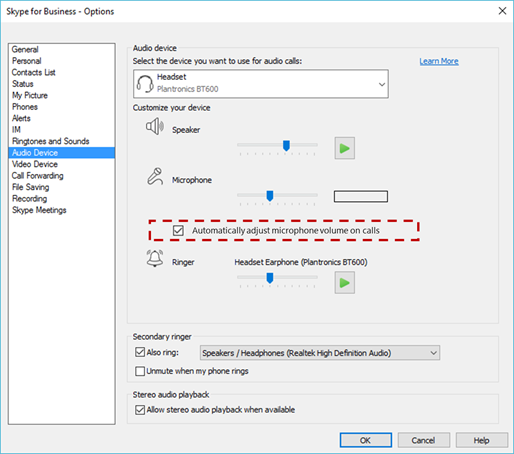 Skype for Business - Options
General
Personal
Contacts List
Status
My Picture
Phones
Alerts
IM
Ringtones and Sounds
Audio Device
Video Device
Call Forwarding
File Saving
Recording
Skype Meetings
Audio device
Select the device you want to use for audio calls:
Learn More
Headset
Plantronics BT600
Customize your device
Speaker
Microphone
Automatically adjust microphone volume on calls
Ringer
Headset Earphone (Plantronics BT600)
Secondary ringer
Also ring:
Speakers / Headphones (Realtek High Definition Audio)
Unmute when my phone rings
Stereo audio playback
Allow stereo audio playback when available
OK
Cancel
Help